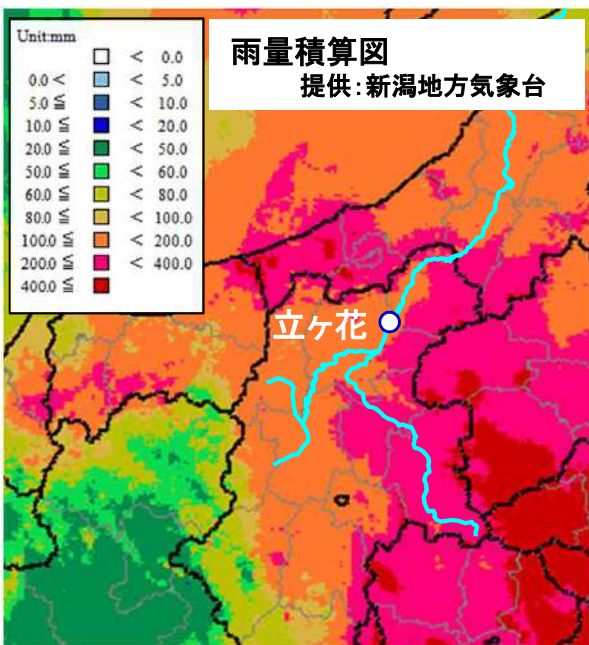 雨量積算図
提供:新潟地方気象台
Unit:mm
< 0.0
0.0 < < 5.0
5.0 ≦ < 10.0
10.0 ≦ < 20.0
20.0 ≦ < 50.0
50.0 ≦ < 60.0
60.0 ≦ < 80.0
80.0 ≦ < 100.0
100.0 ≦ < 200.0
200.0 ≦ < 400.0
400.0 ≦
立ヶ花